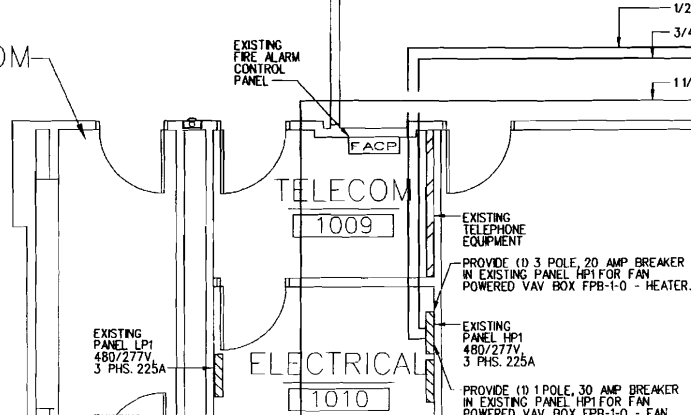 1/2
3/4
1 1/
OM
EXISTING
FIRE ALARM
CONTROL
PANEL
FACP
TELECOM
1009
EXISTING
TELEPHONE
EQUIPMENT
PROVIDE (1) 3 POLE, 20 AMP BREAKER
IN EXISTING PANEL HP1 FOR FAN
POWERED VAV BOX FPB-1-0 - HEATER.
EXISTING
PANEL LP1
480/277V,
3 PHS. 225A
EXISTING
PANEL HP1
480/277V,
3 PHS. 225A
ELECTRICAL
1010
PROVIDE (1) 1 POLE, 30 AMP BREAKER
IN EXISTING PANEL HP1 FOR FAN
POWERED VAV BOX FPB-1-0 - FAN
EXISTING